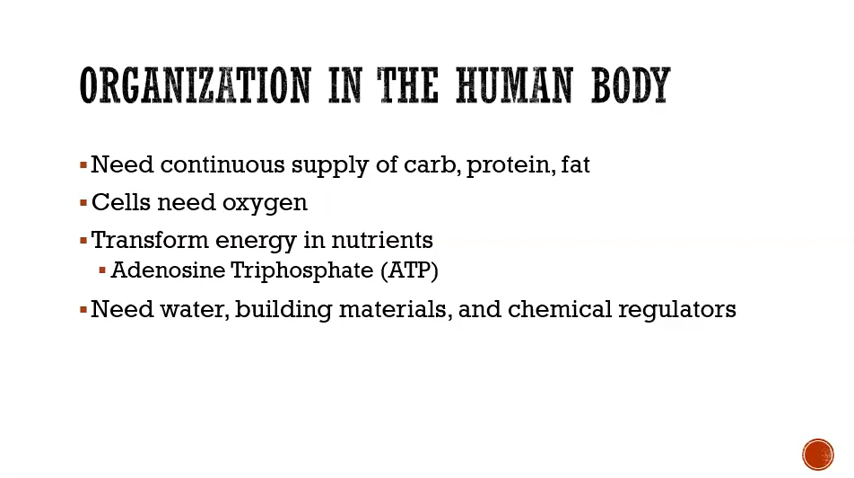 ORGANIZATION IN THE HUMAN BODY
▪Need continuous supply of carb, protein, fat
▪Cells need oxygen
▪Transform energy in nutrients
▪Adenosine Triphosphate (ATP)
▪Need water, building materials, and chemical regulators